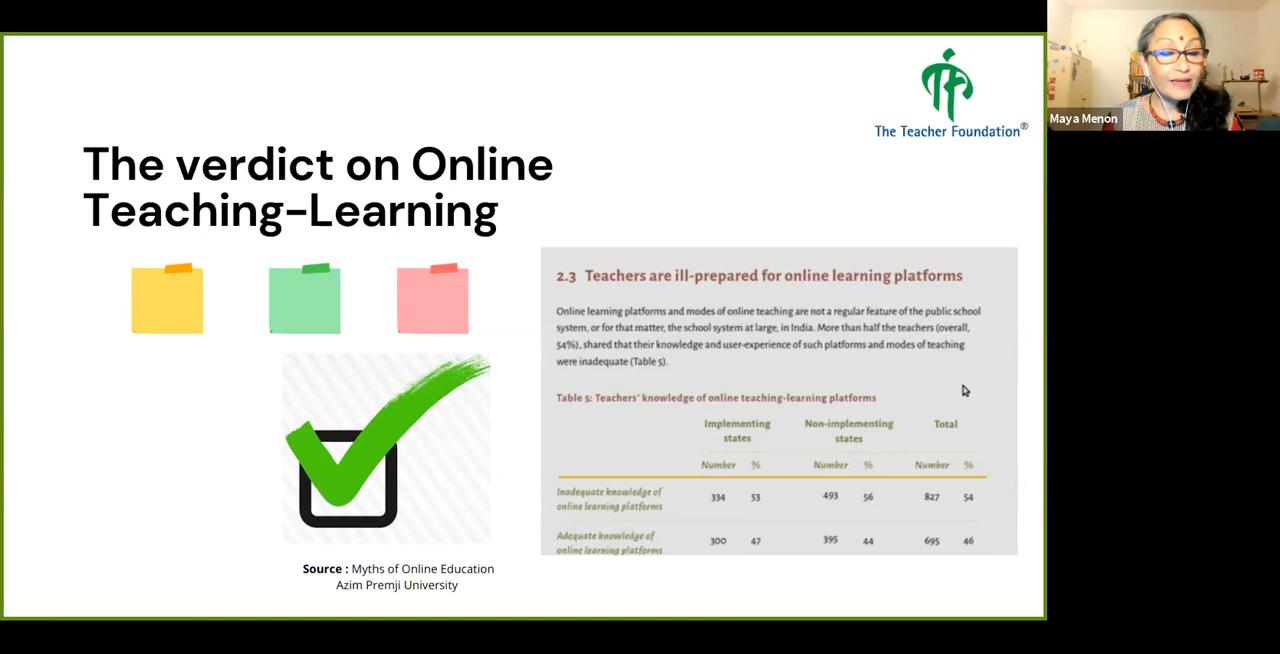 The Teacher Foundation®
Maya Menon
The verdict on Online
Teaching-Learning
2.3 Teachers are ill-prepared for online learning platforms
Online learning platforms and modes of online teaching are not a regular feature of the public school
system, or for that matter, the school system at large, in India. More than half the teachers (overall,
54%), shared that their knowledge and user-experience of such platforms and modes of teaching
were inadequate (Table 5).
Table 5: Teachers' knowledge of online teaching-learning platforms
Implementing states Non-implementing states Total
Number % Number % Number %
Inadequate knowledge of
online learning platforms 334 53 493 56 827 54
Adequate knowledge of
online learning platforms 300 47 395 44 695 46
Source : Myths of Online Education
Azim Premji University